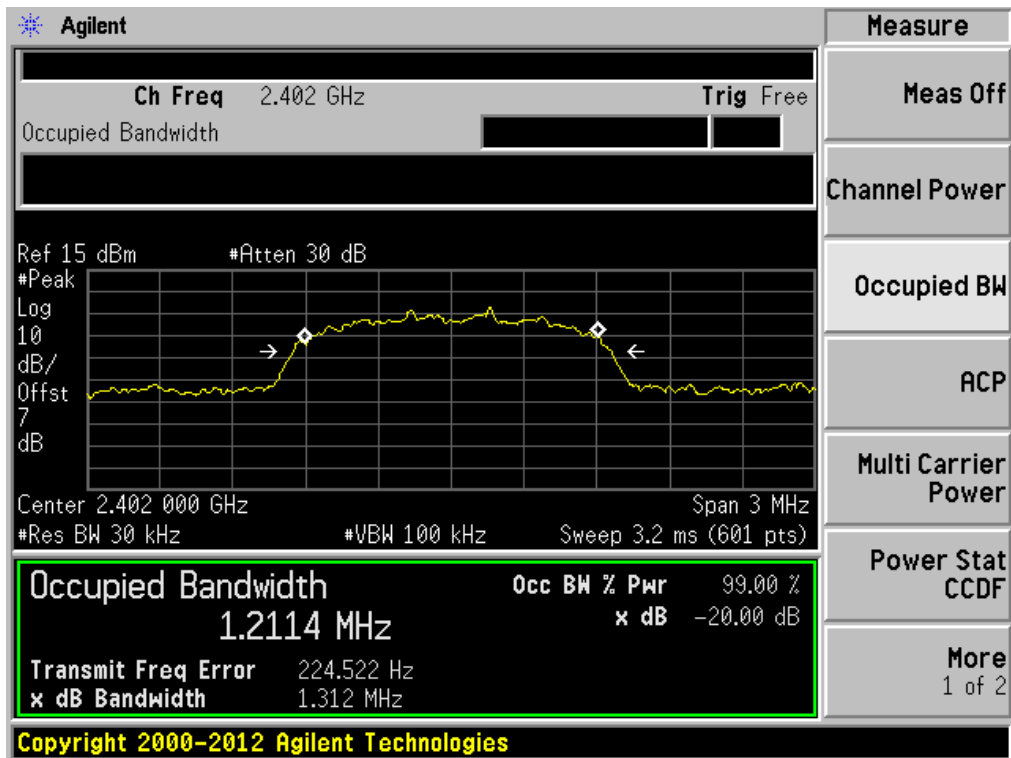 Agilent
Measure
Ch Freq 2.402 GHz Trig Free
Occupied Bandwidth
Meas Off
Channel Power
Occupied BW
ACP
Multi Carrier
Power
Power Stat
CCDF
More
1 of 2
Ref 15 dBm #Atten 30 dB
#Peak
Log
10
dB/
Offst
7
dB
Center 2.402 000 GHz Span 3 MHz
#Res BW 30 kHz #VBW 100 kHz Sweep 3.2 ms (601 pts)
Occupied Bandwidth Occ BW % Pwr 99.00 %
1.2114 MHz x dB -20.00 dB
Transmit Freq Error 224.522 Hz
x dB Bandwidth 1.312 MHz
Copyright 2000-2012 Agilent Technologies